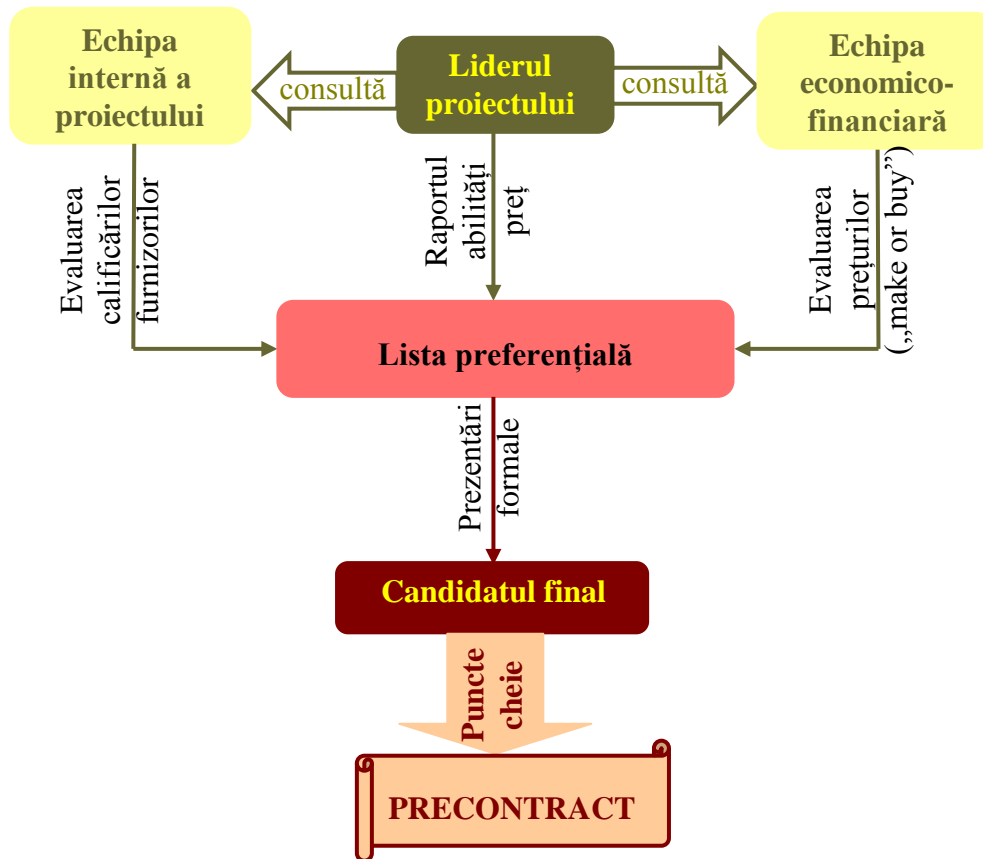 Echipa
internă a
proiectului
consultă
Liderul
proiectului
consultă
Echipa
economico-
financiară
Evaluarea
calificărilor
furnizorilor
Raportul
abilități
preț
Evaluarea
prețurilor
(„make or buy”)
Lista preferențială
Prezentări
formale
Candidatul final
Puncte
cheie
PRECONTRACT